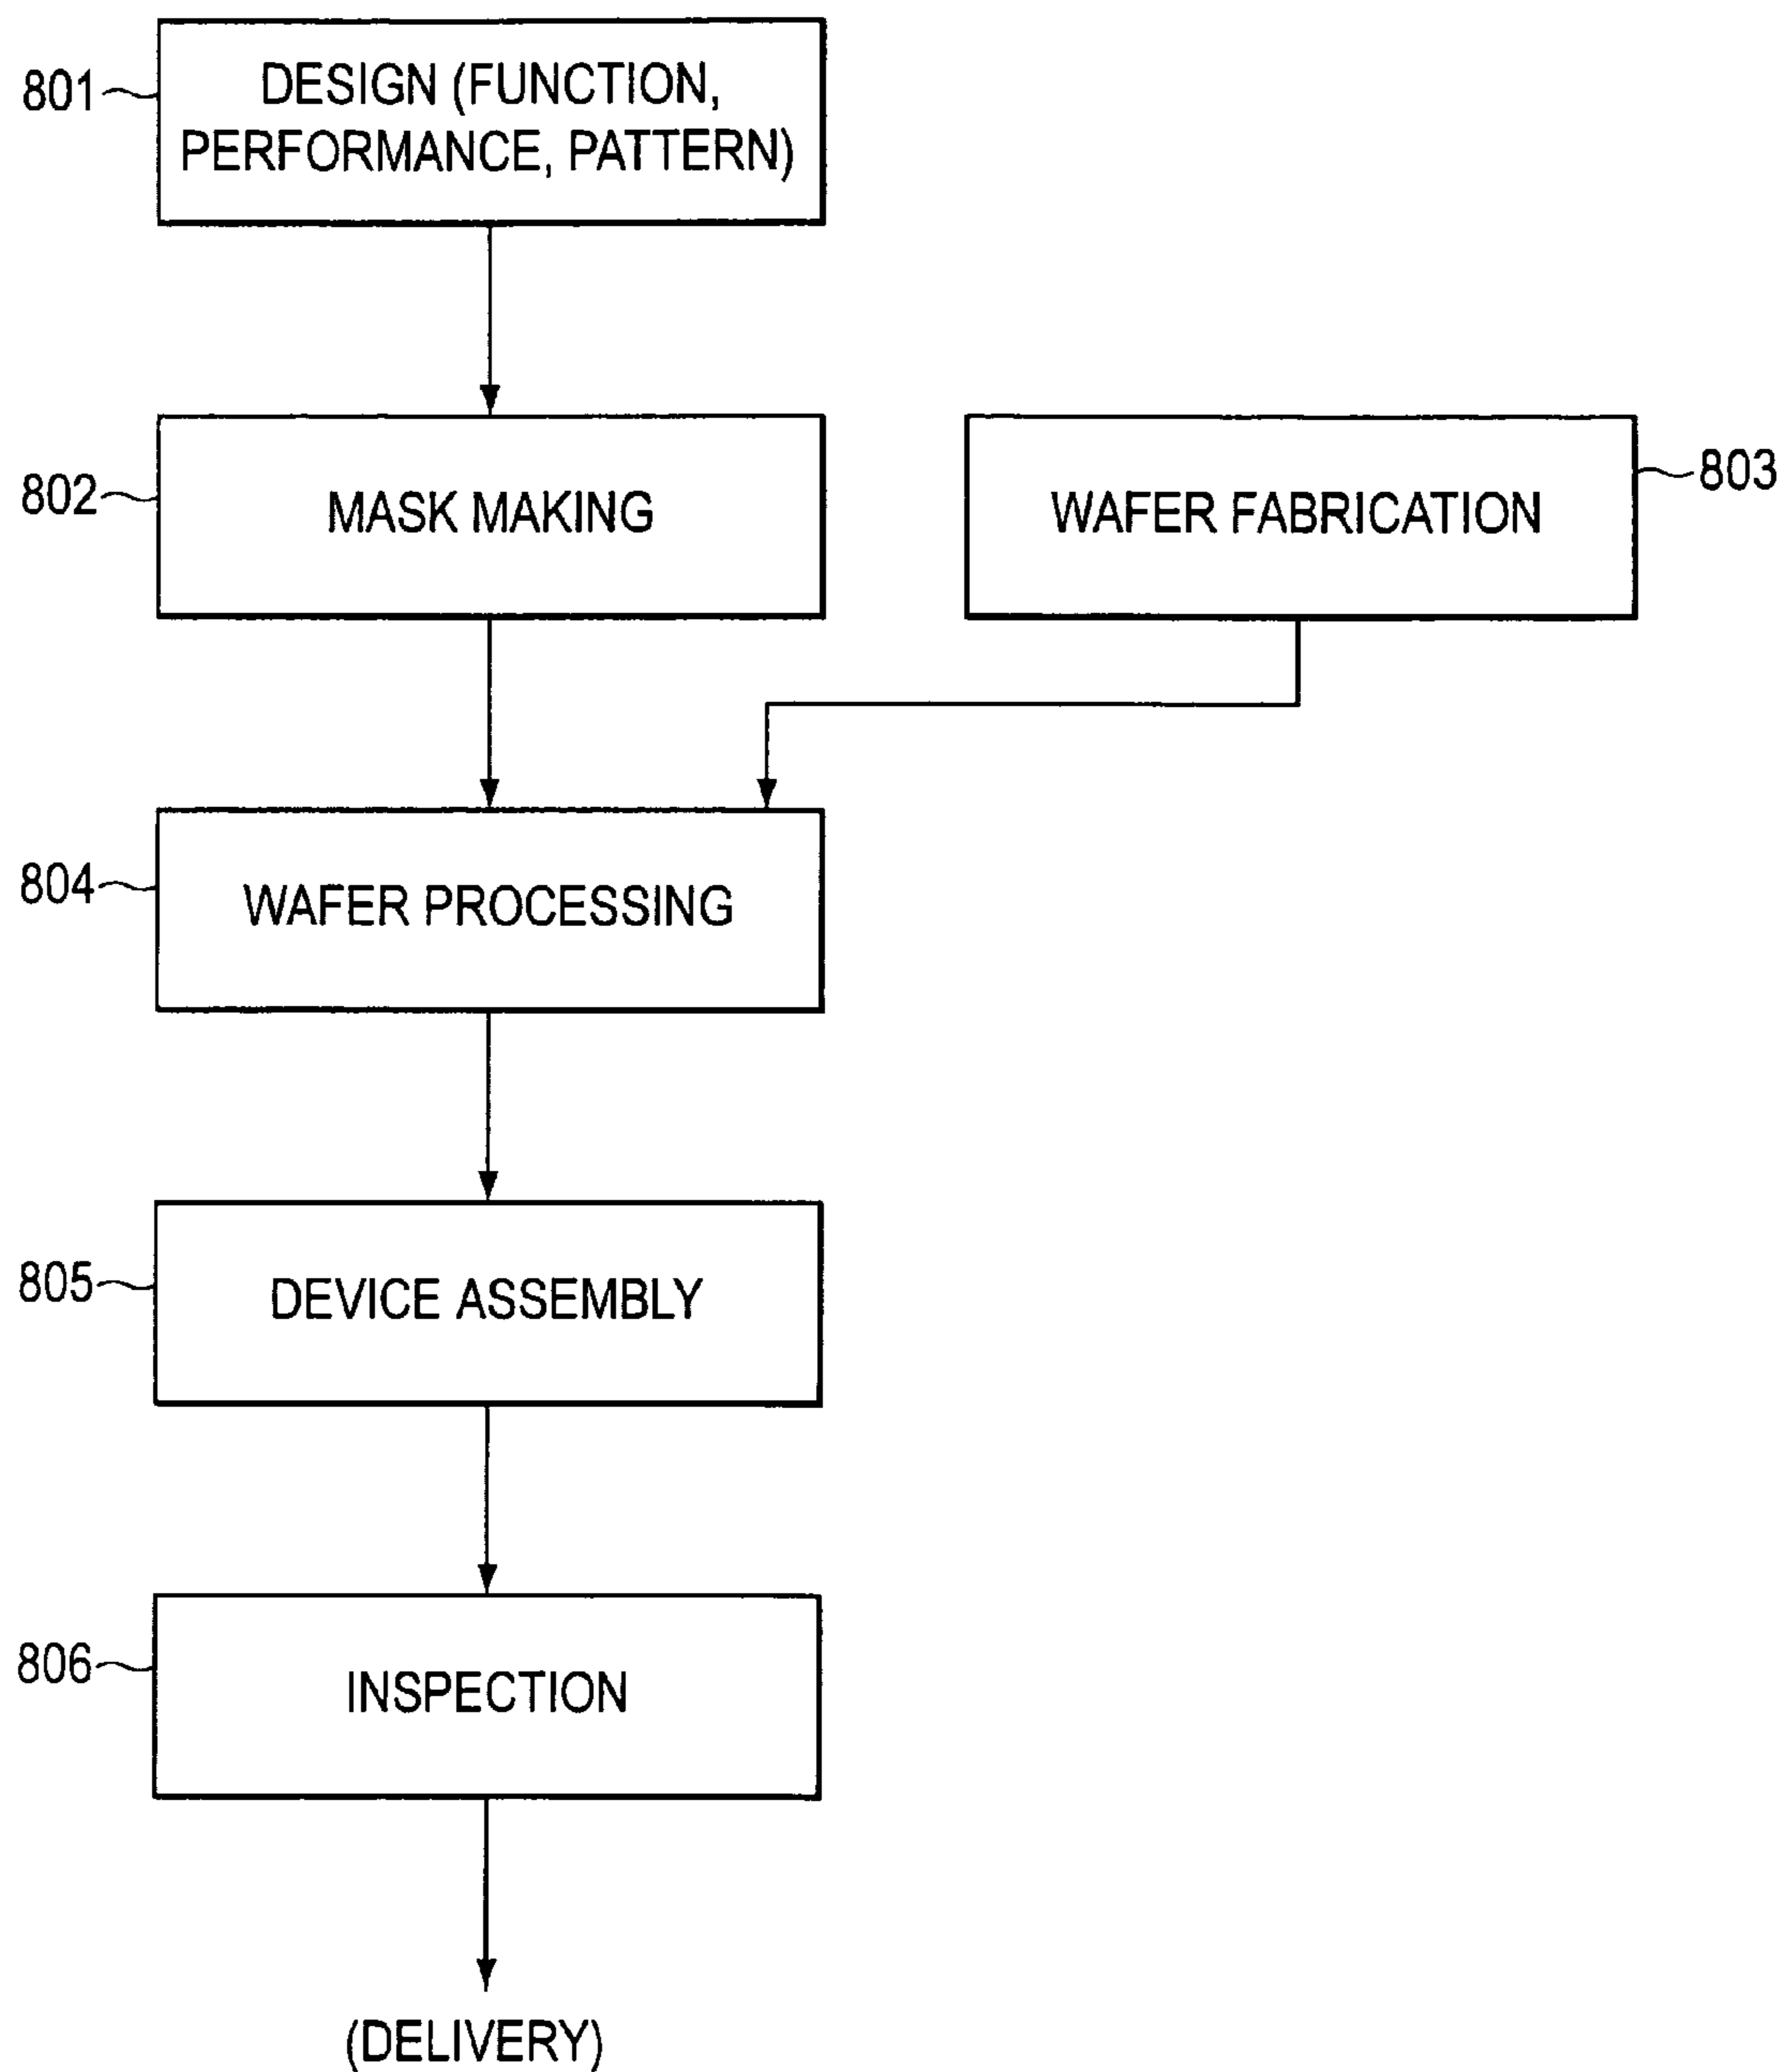 801
DESIGN (FUNCTION,
PERFORMANCE, PATTERN)
802
MASK MAKING
WAFER FABRICATION
803
804
WAFER PROCESSING
805
DEVICE ASSEMBLY
806
INSPECTION
(DELIVERY)